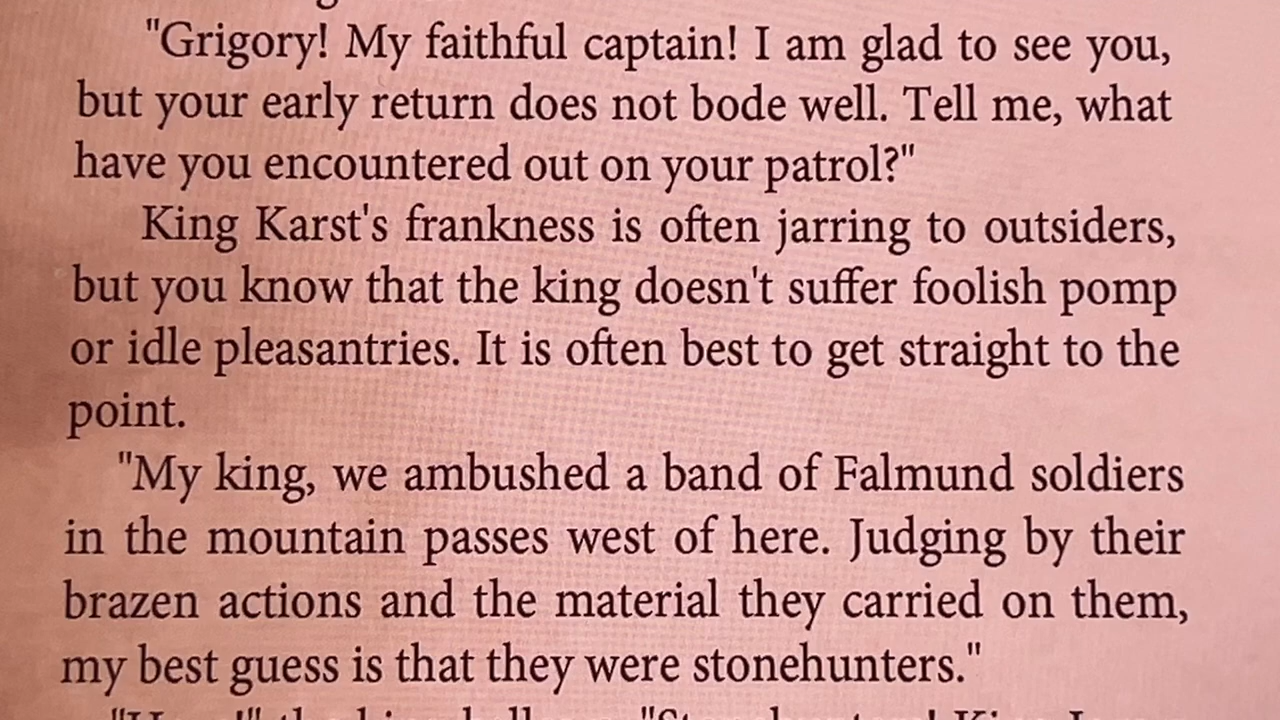 "Grigory! My faithful captain! I am glad to see you,
but your early return does not bode well. Tell me, what
have you encountered out on your patrol?"
King Karst's frankness is often jarring to outsiders,
but you know that the king doesn't suffer foolish pomp
or idle pleasantries. It is often best to get straight to the
point.
"My king, we ambushed a band of Falmund soldiers
in the mountain passes west of here. Judging by their
brazen actions and the material they carried on them,
my best guess is that they were stonehunters."